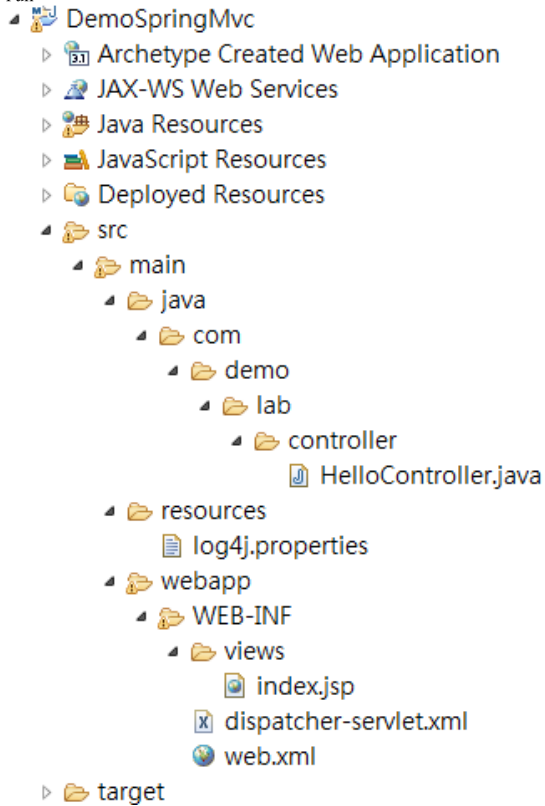 DemoSpringMvc
Archetype Created Web Application
JAX-WS Web Services
Java Resources
JavaScript Resources
Deployed Resources
src
main
java
com
demo
lab
controller
HelloController.java
resources
log4j.properties
webapp
WEB-INF
views
index.jsp
dispatcher-servlet.xml
web.xml
target